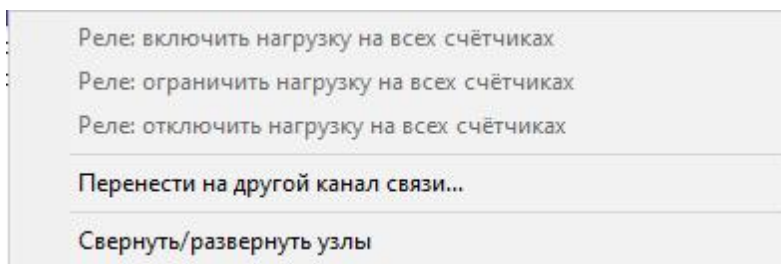 Реле: включить нагрузку на всех счётчиках
Реле: ограничить нагрузку на всех счётчиках
Реле: отключить нагрузку на всех счётчиках
Перенести на другой канал связи...
Свернуть/развернуть узлы